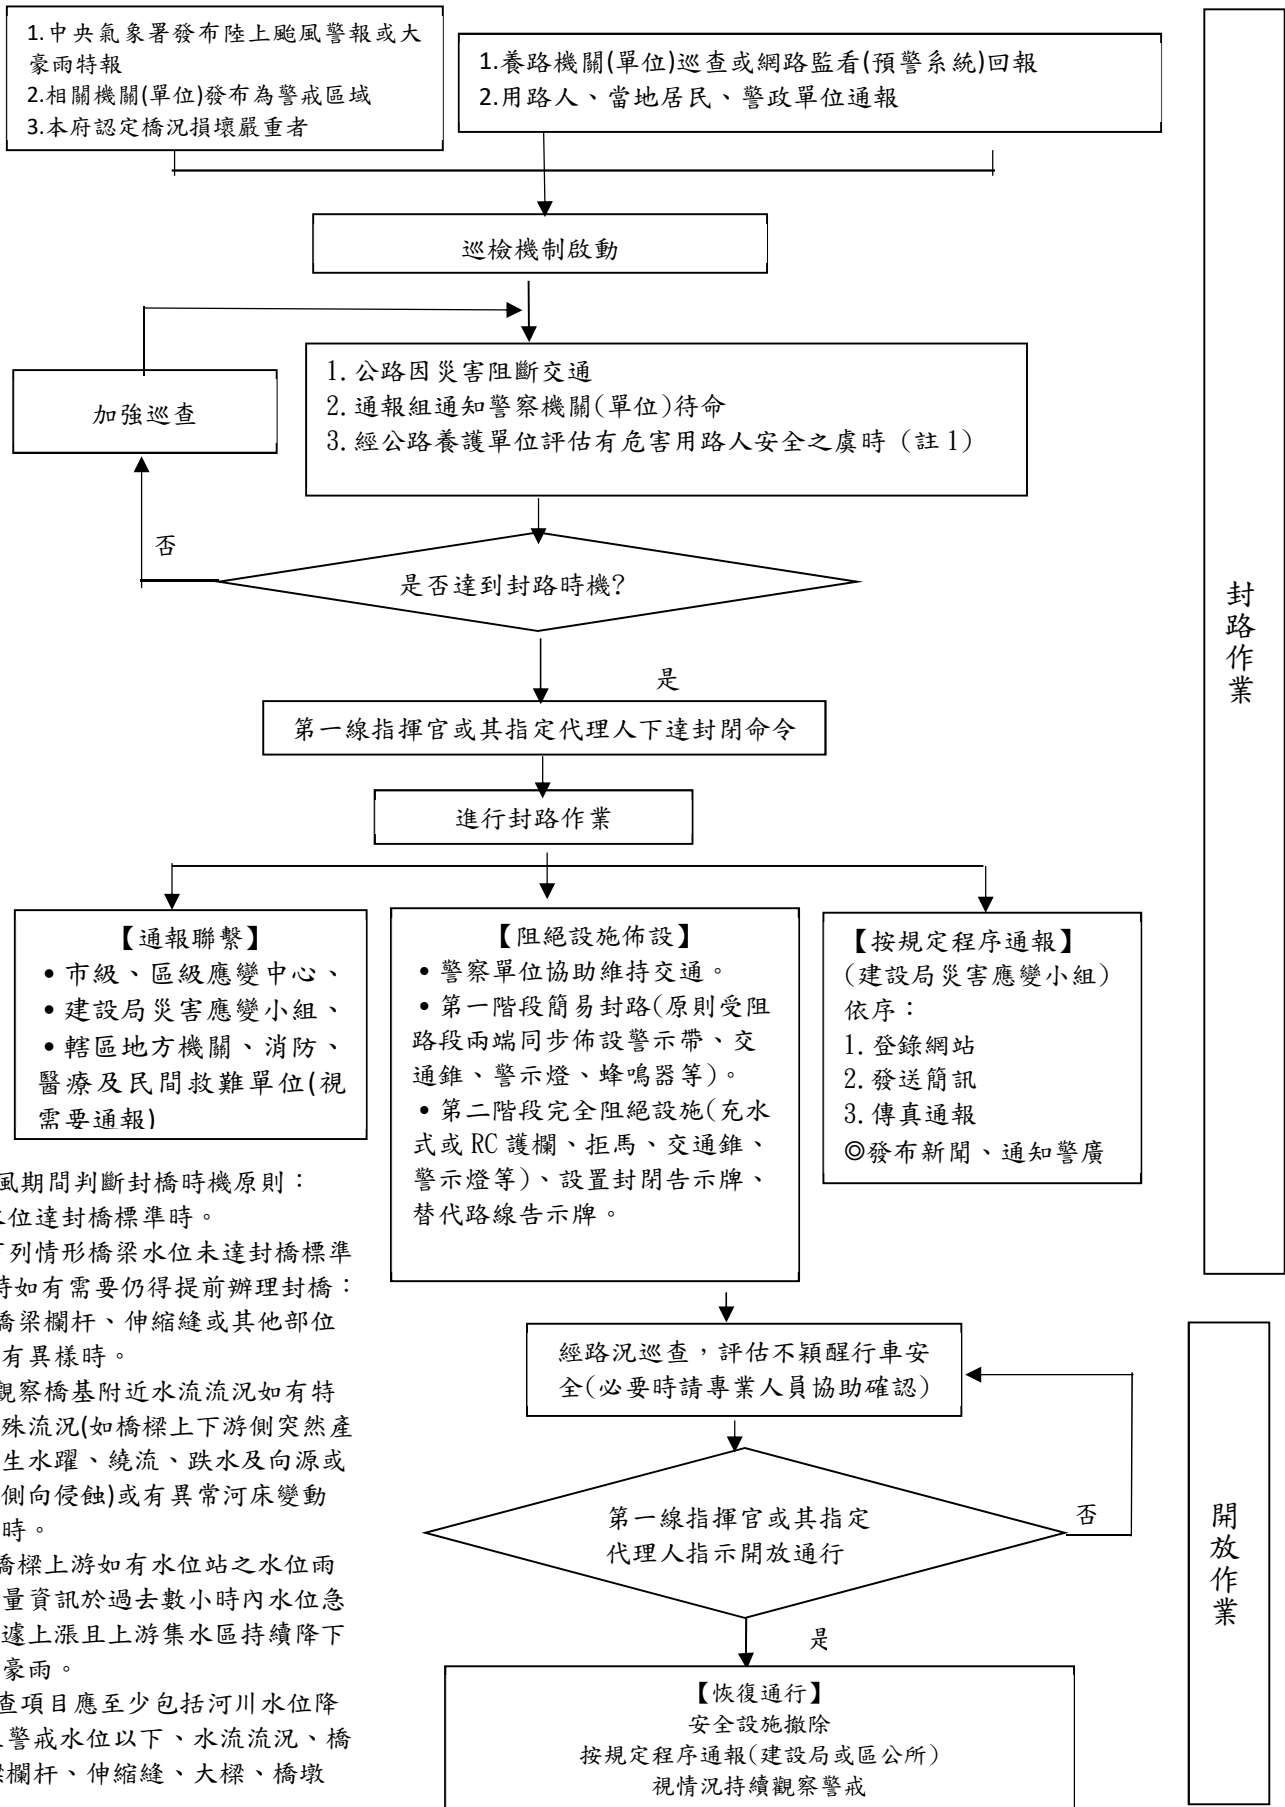 1.中央氣象署發布陸上颱風警報或大
豪雨特報
2.相關機關(單位)發布為警戒區域
3.本府認定橋況損壞嚴重者
1.養路機關(單位)巡查或網路監看(預警系統)回報
2.用路人、當地居民、警政單位通報
巡檢機制啟動
加強巡查
1.公路因災害阻斷交通
2.通報組通知警察機關(單位)待命
3.經公路養護單位評估有危害用路人安全之虞時（註1）
否
是否達到封路時機?
是
第一線指揮官或其指定代理人下達封閉命令
進行封路作業
封路作業
【通報聯繫】
•市級、區級應變中心、
•建設局災害應變小組、
•轄區地方機關、消防、
醫療及民間救難單位(視
需要通報)
【阻絕設施佈設】
•警察單位協助維持交通。
•第一階段簡易封路(原則受阻
路段兩端同步佈設警示帶、交
通錐、警示燈、蜂鳴器等)。
•第二階段完全阻絕設施(充水
式或RC護欄、拒馬、交通錐、
警示燈等)、設置封閉告示牌、
替代路線告示牌。
【按規定程序通報】
(建設局災害應變小組)
依序：
1.登錄網站
2.發送簡訊
3.傳真通報
◎發布新聞、通知警廣
風期間判斷封橋時機原則：
水位達封橋標準時。
下列情形橋梁水位未達封橋標準
時如有需要仍得提前辦理封橋：
橋梁欄杆、伸縮縫或其他部位
有異樣時。
觀察橋基附近水流流況如有特
殊流況(如橋樑上下游側突然產
生水躍、繞流、跌水及向源或
側向侵蝕)或有異常河床變動
時。
橋樑上游如有水位站之水位雨
量資訊於過去數小時內水位急
遽上漲且上游集水區持續降下
豪雨。
查項目應至少包括河川水位降
至警戒水位以下、水流流況、橋
樑欄杆、伸縮縫、大樑、橋墩
經路況巡查，評估不穎醒行車安
全(必要時請專業人員協助確認)
第一線指揮官或其指定
代理人指示開放通行
否
是
【恢復通行】
安全設施撤除
按規定程序通報(建設局或區公所)
視情況持續觀察警戒
開放作業